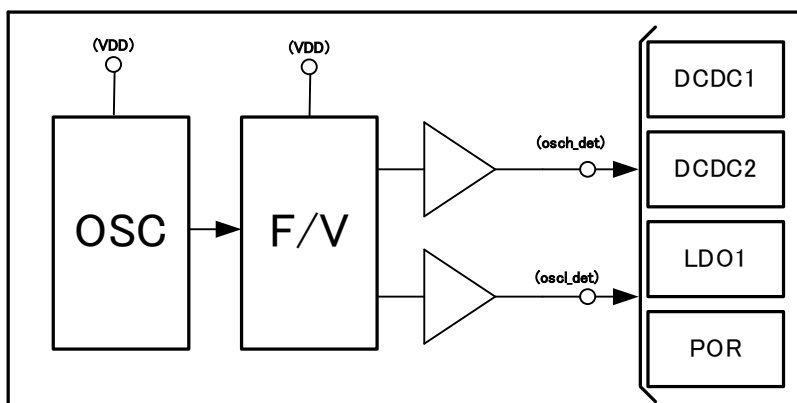 (VDD)
(VDD)
OSC
F/V
(osch_det)
(oscl_det)
DCDC1
DCDC2
LDO1
POR